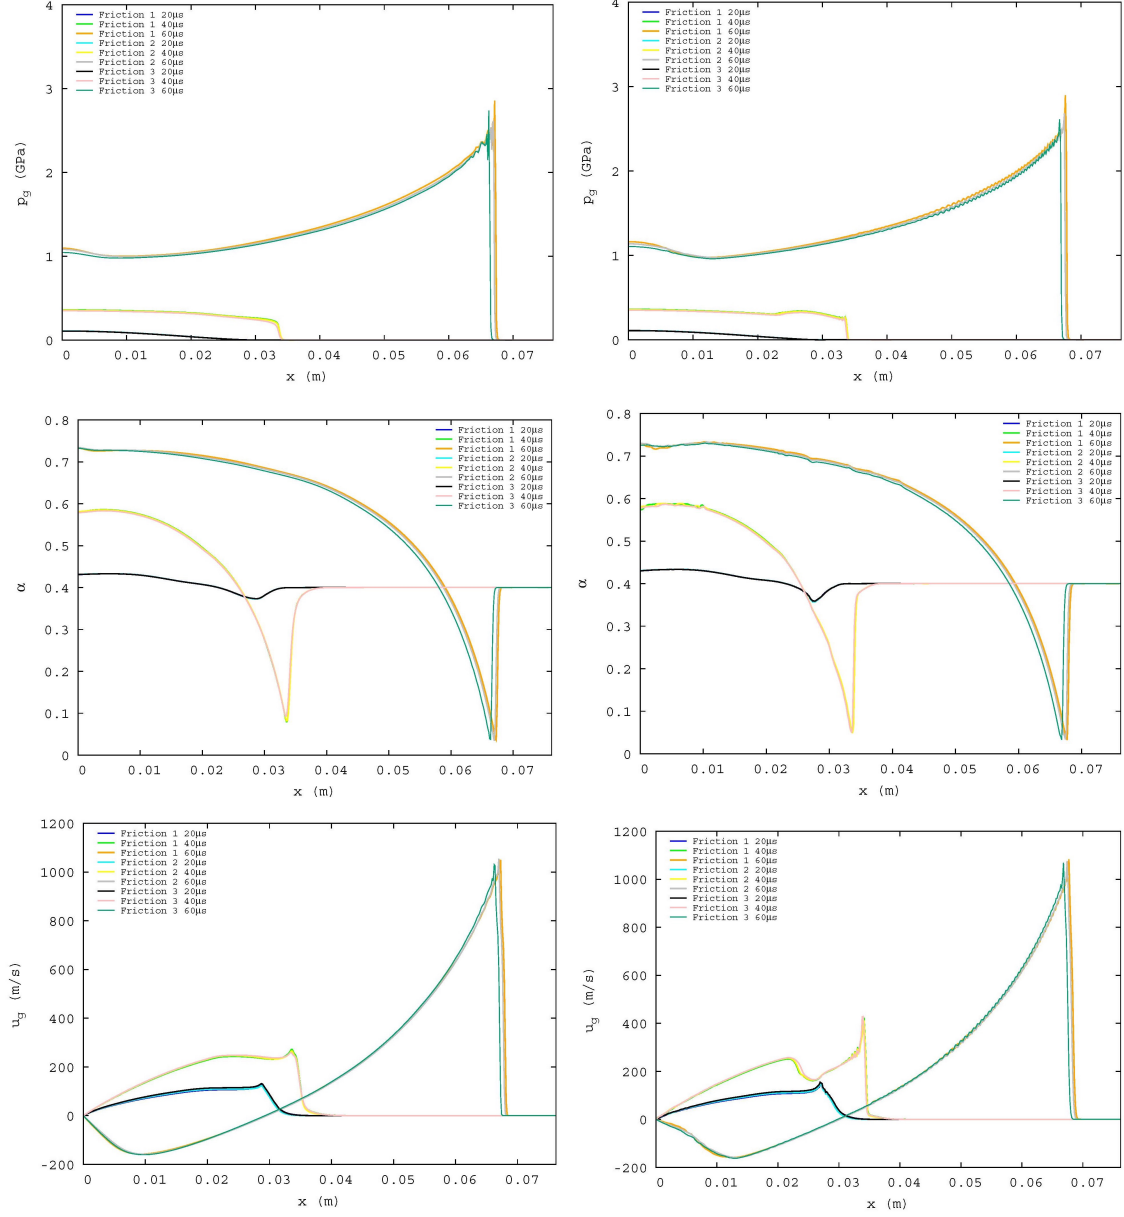 4
3
2
1
0
p_g (GPa)
Friction 1 20μs
Friction 1 40μs
Friction 1 60μs
Friction 2 20μs
Friction 2 40μs
Friction 2 60μs
Friction 3 20μs
Friction 3 40μs
Friction 3 60μs
0 0.01 0.02 0.03 0.04 0.05 0.06 0.07
x (m)
4
3
2
1
0
p_g (GPa)
Friction 1 20μs
Friction 1 40μs
Friction 1 60μs
Friction 2 20μs
Friction 2 40μs
Friction 2 60μs
Friction 3 20μs
Friction 3 40μs
Friction 3 60μs
0 0.01 0.02 0.03 0.04 0.05 0.06 0.07
x (m)
0.8
0.7
0.6
0.5
0.4
0.3
0.2
0.1
0
α
Friction 1 20μs
Friction 1 40μs
Friction 1 60μs
Friction 2 20μs
Friction 2 40μs
Friction 2 60μs
Friction 3 20μs
Friction 3 40μs
Friction 3 60μs
0 0.01 0.02 0.03 0.04 0.05 0.06 0.07
x (m)
0.8
0.7
0.6
0.5
0.4
0.3
0.2
0.1
0
α
Friction 1 20μs
Friction 1 40μs
Friction 1 60μs
Friction 2 20μs
Friction 2 40μs
Friction 2 60μs
Friction 3 20μs
Friction 3 40μs
Friction 3 60μs
0 0.01 0.02 0.03 0.04 0.05 0.06 0.07
x (m)
1200
1000
800
600
400
200
0
-200
u_g (m/s)
Friction 1 20μs
Friction 1 40μs
Friction 1 60μs
Friction 2 20μs
Friction 2 40μs
Friction 2 60μs
Friction 3 20μs
Friction 3 40μs
Friction 3 60μs
0 0.01 0.02 0.03 0.04 0.05 0.06 0.07
x (m)
1200
1000
800
600
400
200
0
-200
u_g (m/s)
Friction 1 20μs
Friction 1 40μs
Friction 1 60μs
Friction 2 20μs
Friction 2 40μs
Friction 2 60μs
Friction 3 20μs
Friction 3 40μs
Friction 3 60μs
0 0.01 0.02 0.03 0.04 0.05 0.06 0.07
x (m)